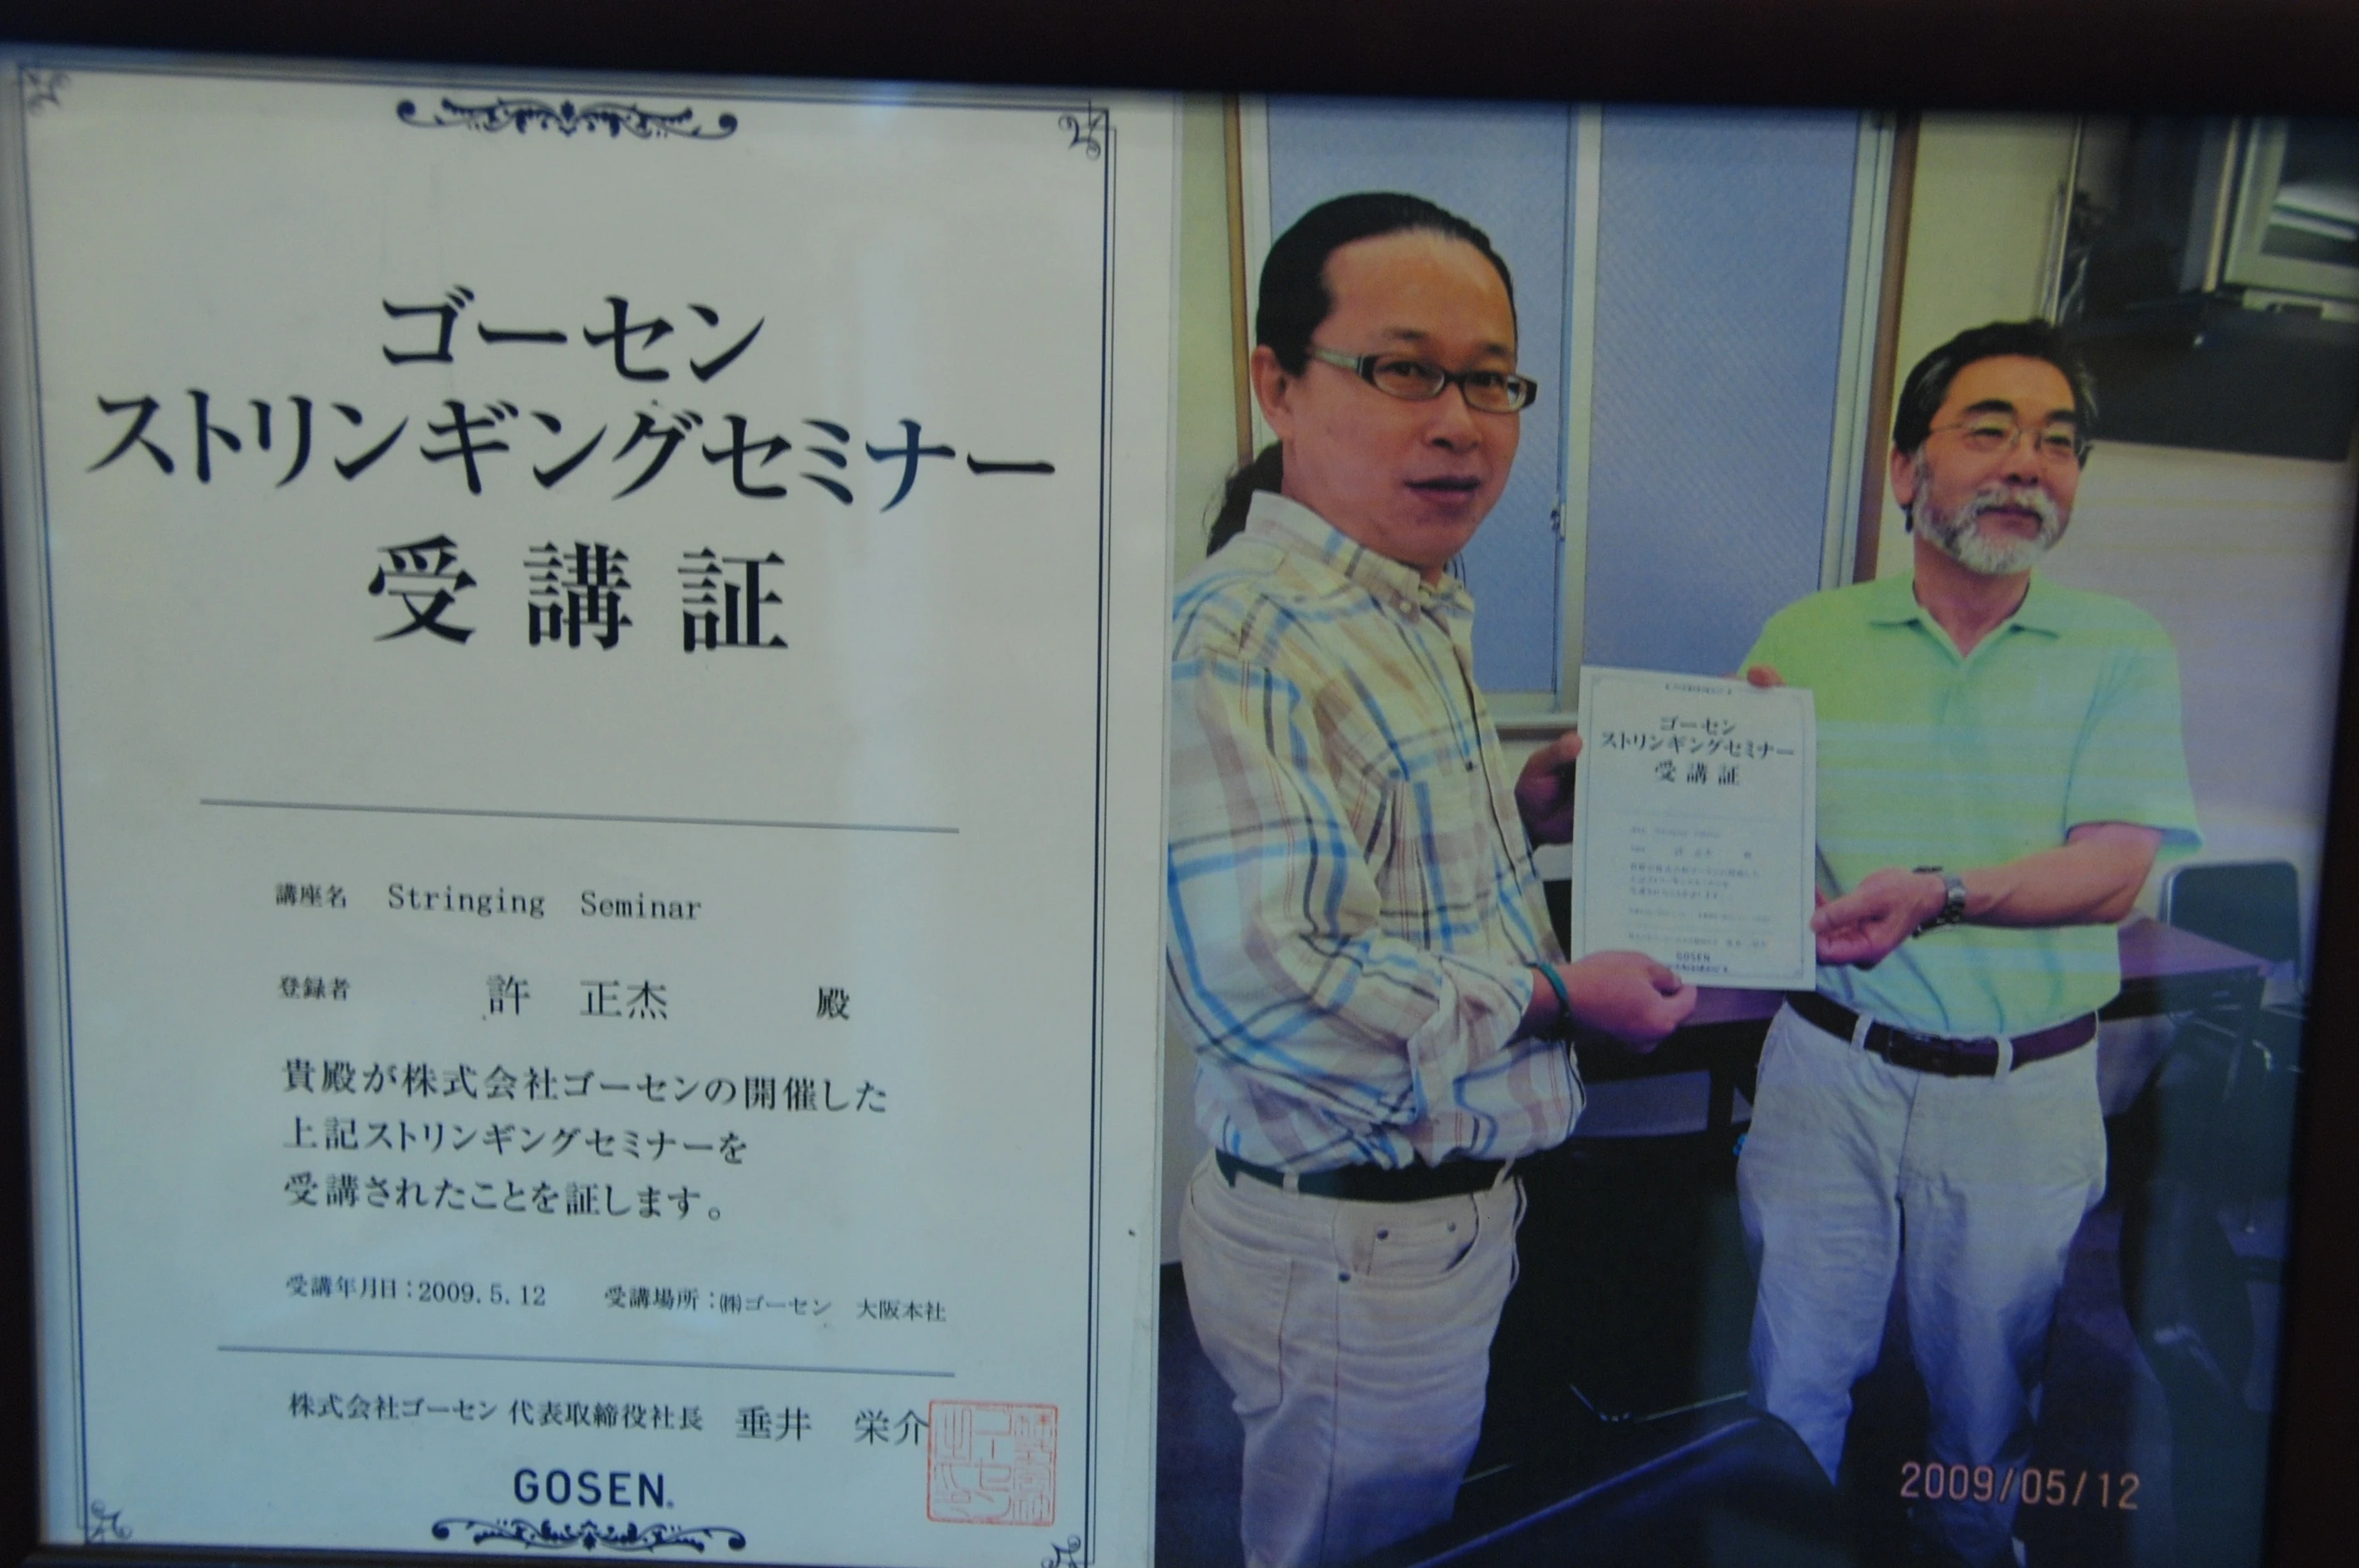 ゴーセン
ストリンギングセミナー
受講証
講座名 Stringing Seminar
登録者 許 正杰 殿
貴殿が株式会社ゴーセンの開催した
上記ストリンギングセミナーを
受講されたことを証します。
受講年月日：2009.5.12 受講場所：㈱ゴーセン 大阪本社
株式会社ゴーセン 代表取締役社長 垂井 栄介
GOSEN
ゴーセン
ストリンギングセミナー
受講証
GOSEN
2009/05/12